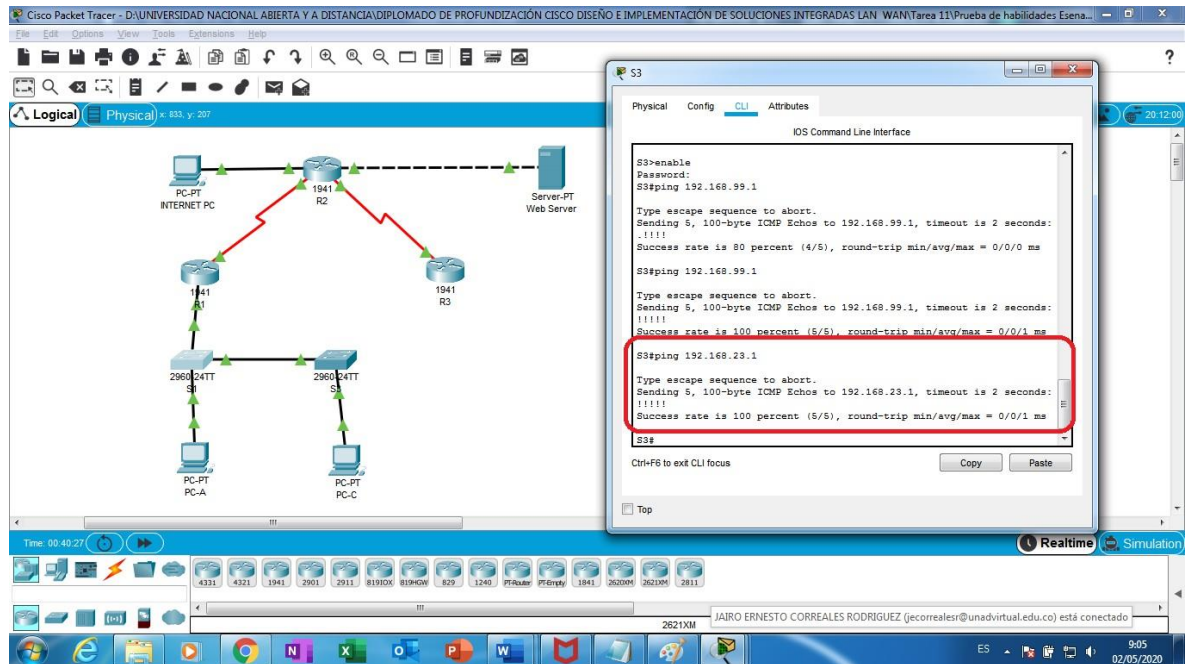 Cisco Packet Tracer - D:\UNIVERSIDAD NACIONAL ABIERTA Y A DISTANCIA\DIPLOMADO DE PROFUNDIZACIÓN CISCO DISEÑO E IMPLEMENTACIÓN DE SOLUCIONES INTEGRADAS LAN WAN\Tarea 11\Prueba de habilidades Esena...
File Edit Options View Tools Extensions Help
?
Logical
Physical
x: 833, y: 207
20:12:00
PC-PT
INTERNET PC
1941
R2
Server-PT
Web Server
1941
R1
1941
R3
2960-24TT
S1
2960-24TT
PC-PT
PC-A
PC-PT
PC-C
S3
Physical Config CLI Attributes
IOS Command Line Interface
S3>enable
Password:
S3#ping 192.168.99.1
Type escape sequence to abort.
Sending 5, 100-byte ICMP Echos to 192.168.99.1, timeout is 2 seconds:
.!!!!
Success rate is 80 percent (4/5), round-trip min/avg/max = 0/0/0 ms
S3#ping 192.168.99.1
Type escape sequence to abort.
Sending 5, 100-byte ICMP Echos to 192.168.99.1, timeout is 2 seconds:
!!!!!
Success rate is 100 percent (5/5), round-trip min/avg/max = 0/0/1 ms
S3#ping 192.168.23.1
Type escape sequence to abort.
Sending 5, 100-byte ICMP Echos to 192.168.23.1, timeout is 2 seconds:
!!!!!
Success rate is 100 percent (5/5), round-trip min/avg/max = 0/0/1 ms
S3#
Ctrl+F6 to exit CLI focus
Copy
Paste
Top
Time: 00:40:27
Realtime
Simulation
4331 4321 1941 2901 2911 819IOX 819HGW 829 1240 PT-Router PT-Empty 1841 2620XM 2621XM 2811
2621XM
JAIRO ERNESTO CORREALES RODRIGUEZ (jecorrealesr@unadvirtual.edu.co) está conectado
ES
9:05
02/05/2020